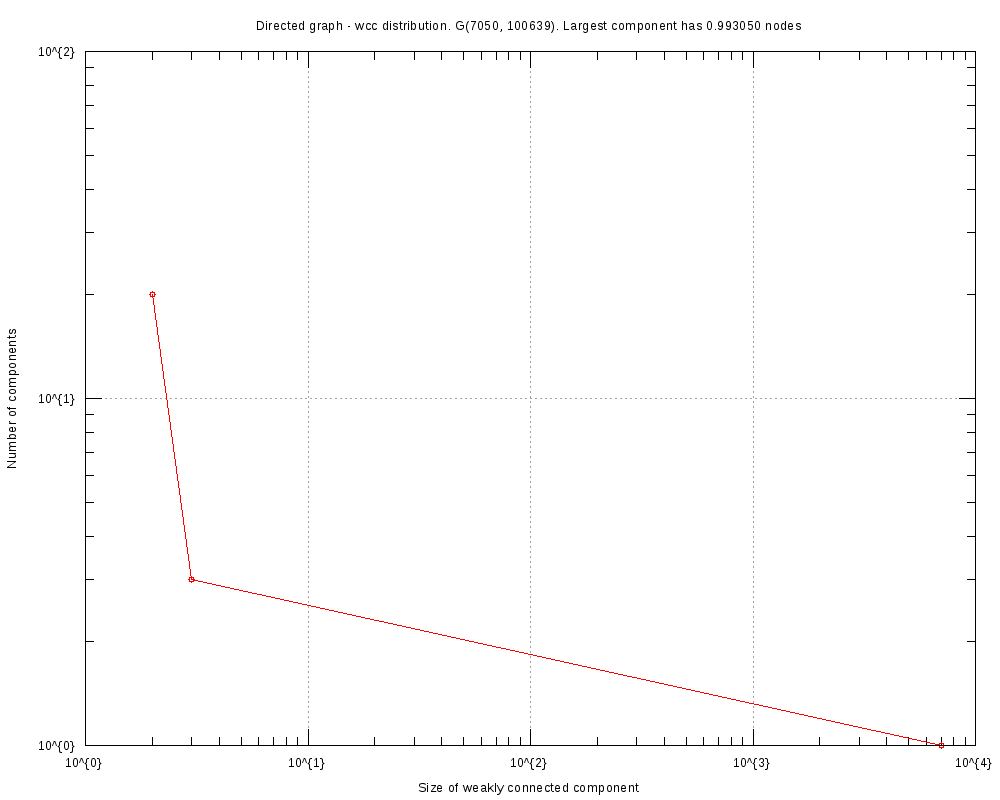 Directed graph - wcc distribution. G(7050, 100639). Largest component has 0.993050 nodes
10^{2}
10^{1}
10^{0}
Number of components
10^{0}
10^{1}
10^{2}
10^{3}
10^{4}
Size of weakly connected component